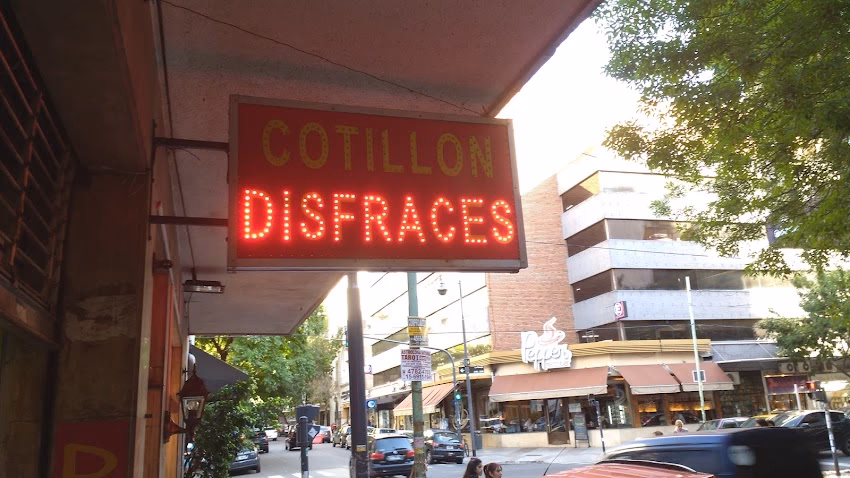 COTILLON
DISFRACES
Pepper